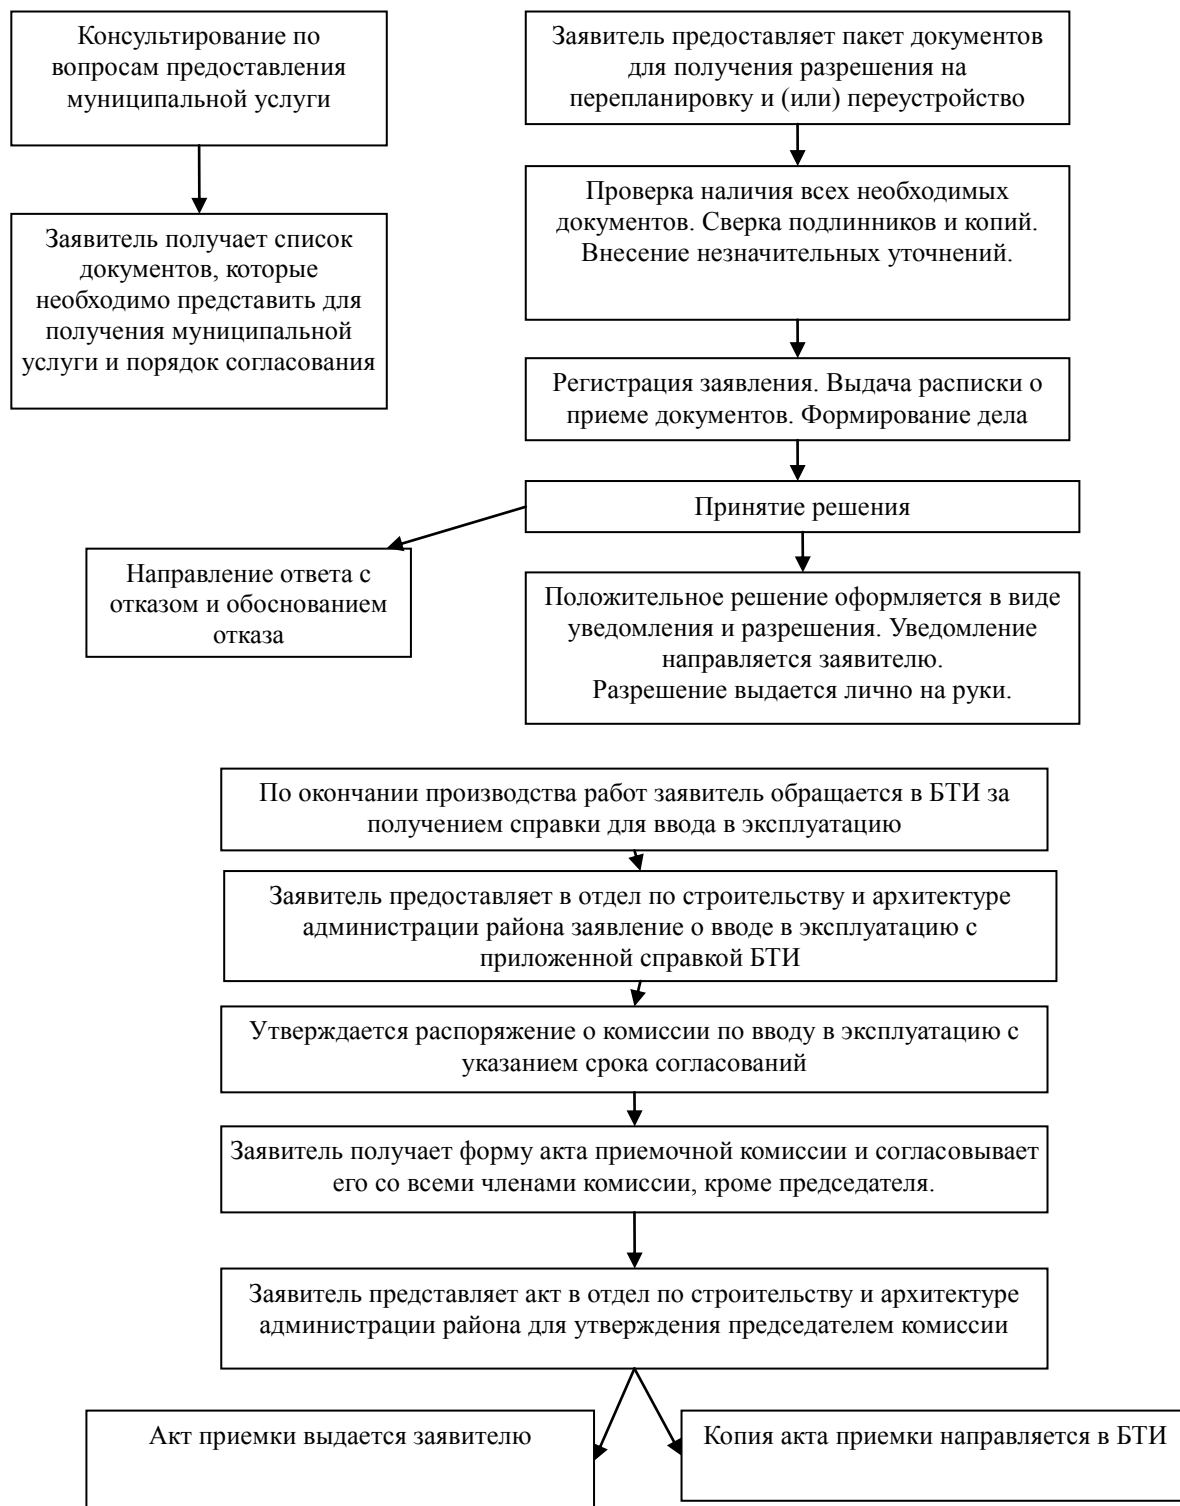 Консультирование по
вопросам предоставления
муниципальной услуги
Заявитель получает список
документов, которые
необходимо представить для
получения муниципальной
услуги и порядок согласования
Заявитель предоставляет пакет документов
для получения разрешения на
перепланировку и (или) переустройство
Проверка наличия всех необходимых
документов. Сверка подлинников и копий.
Внесение незначительных уточнений.
Регистрация заявления. Выдача расписки о
приеме документов. Формирование дела
Принятие решения
Направление ответа с
отказом и обоснованием
отказа
Положительное решение оформляется в виде
уведомления и разрешения. Уведомление
направляется заявителю.
Разрешение выдается лично на руки.
По окончании производства работ заявитель обращается в БТИ за
получением справки для ввода в эксплуатацию
Заявитель предоставляет в отдел по строительству и архитектуре
администрации района заявление о вводе в эксплуатацию с
приложенной справкой БТИ
Утверждается распоряжение о комиссии по вводу в эксплуатацию с
указанием срока согласований
Заявитель получает форму акта приемочной комиссии и согласовывает
его со всеми членами комиссии, кроме председателя.
Заявитель представляет акт в отдел по строительству и архитектуре
администрации района для утверждения председателем комиссии
Акт приемки выдается заявителю
Копия акта приемки направляется в БТИ